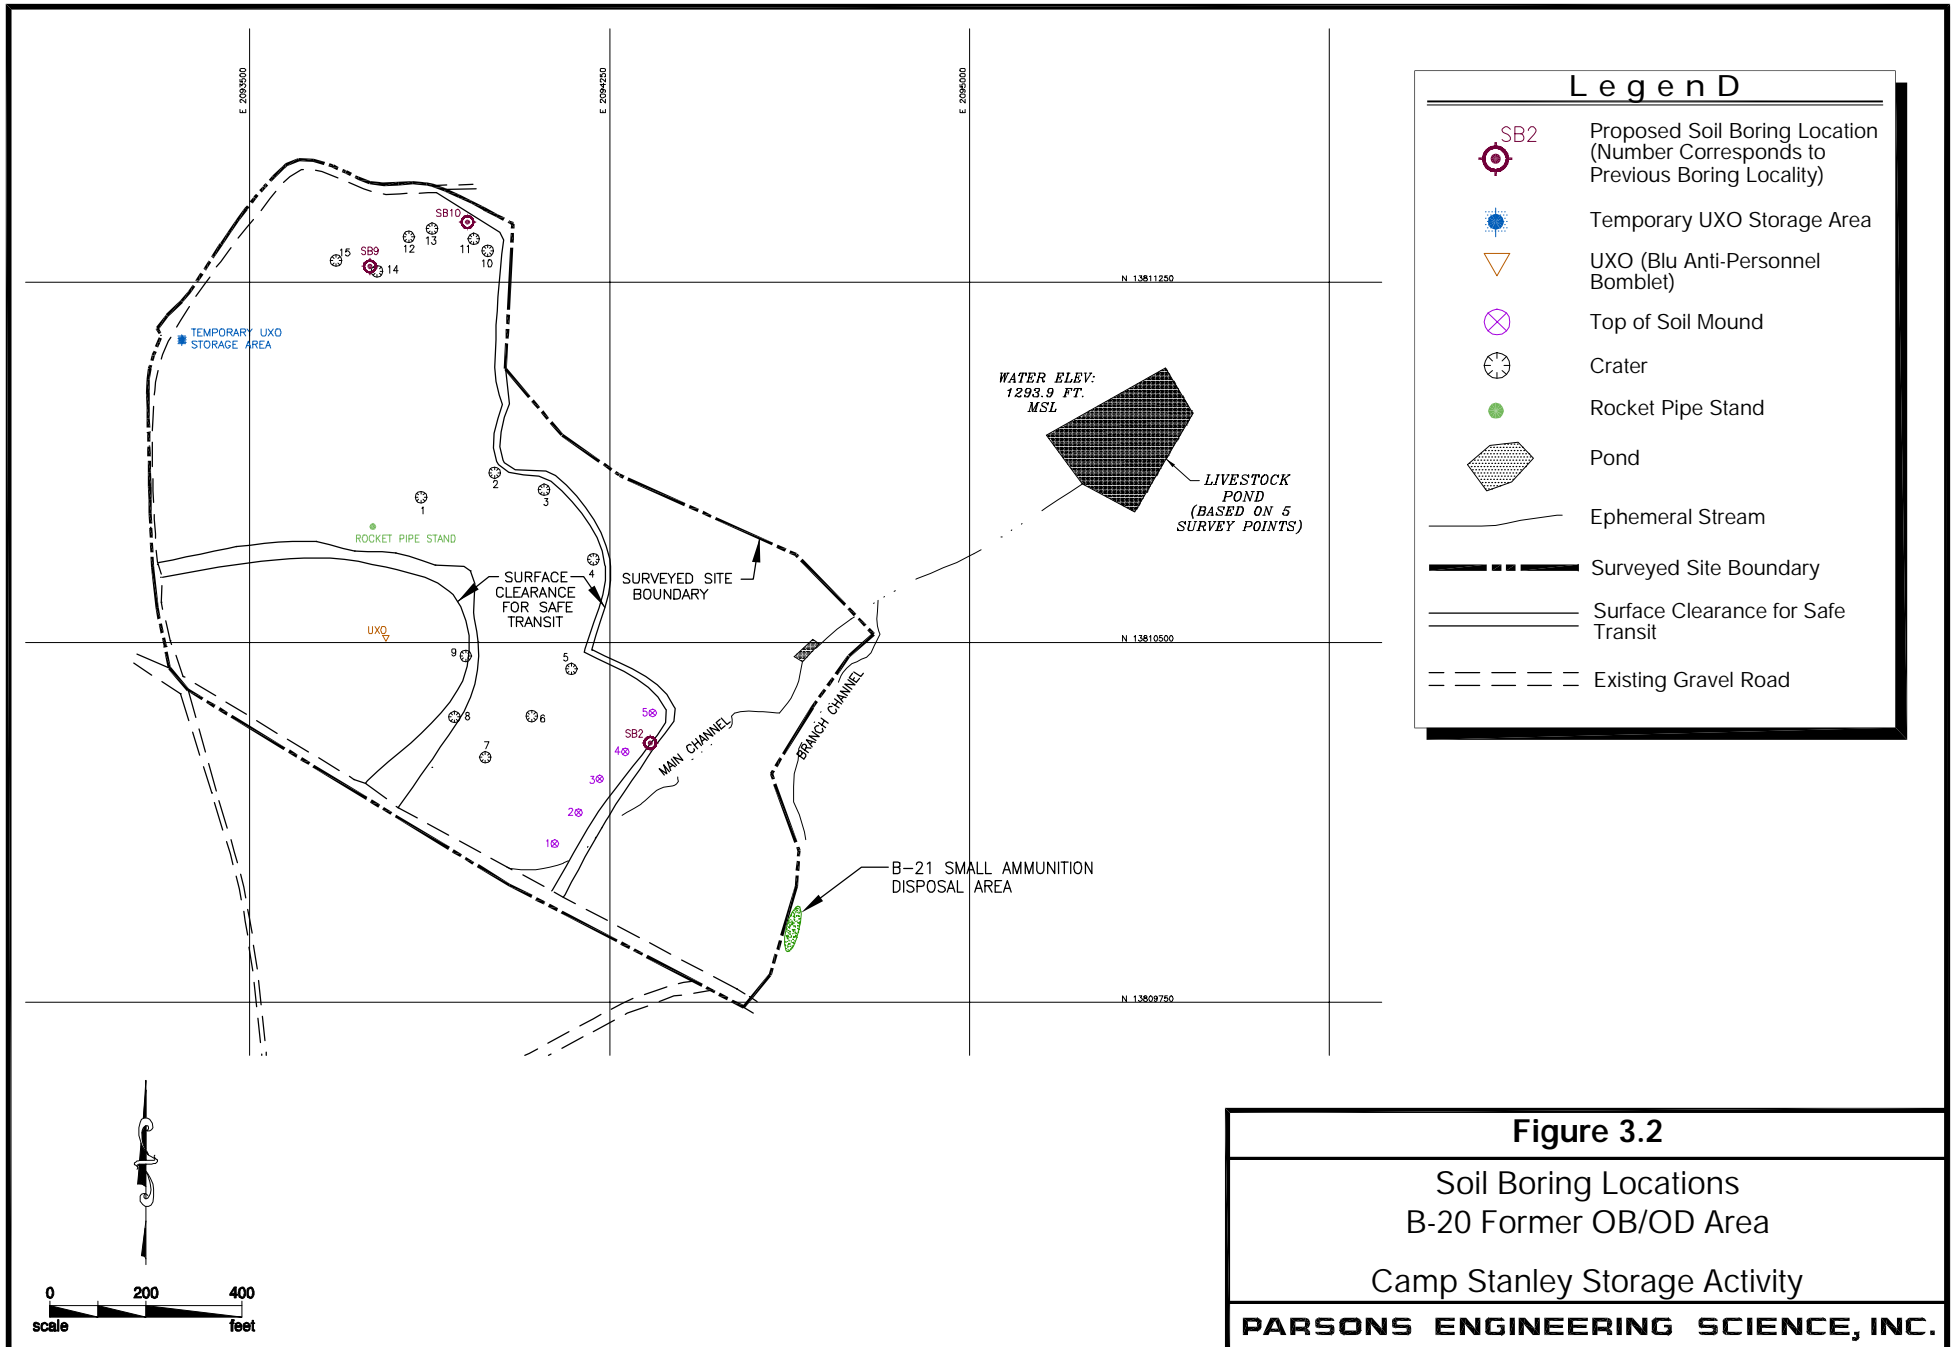 E 2093500
E 2094250
E 2095000
SB10
13
12
11
10
15
SB9
14
N 13811250
TEMPORARY UXO
STORAGE AREA
WATER ELEV:
1293.9 FT.
MSL
LIVESTOCK
POND
(BASED ON 5
SURVEY POINTS)
2
3
1
ROCKET PIPE STAND
4
SURFACE
CLEARANCE
FOR SAFE
TRANSIT
SURVEYED SITE
BOUNDARY
UXO
N 13810500
9
5
8
6
7
5
SB2
4
3
2
1
MAIN CHANNEL
BRANCH CHANNEL
B-21 SMALL AMMUNITION
DISPOSAL AREA
N 13809750
0 200 400
scale feet
LegenD
SB2
Proposed Soil Boring Location
(Number Corresponds to
Previous Boring Locality)
Temporary UXO Storage Area
UXO (Blu Anti-Personnel
Bomblet)
Top of Soil Mound
Crater
Rocket Pipe Stand
Pond
Ephemeral Stream
Surveyed Site Boundary
Surface Clearance for Safe
Transit
Existing Gravel Road
Figure 3.2
Soil Boring Locations
B-20 Former OB/OD Area
Camp Stanley Storage Activity
PARSONS ENGINEERING SCIENCE, INC.